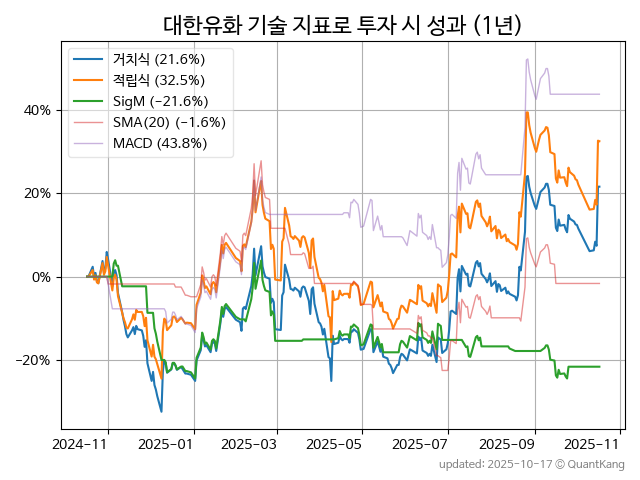 대한유화 기술 지표로 투자 시 성과 (1년)
거치식 (21.6%)
적립식 (32.5%)
SigM (−21.6%)
SMA(20) (−1.6%)
MACD (43.8%)
40%
20%
0%
−20%
2024-11 2025-01 2025-03 2025-05 2025-07 2025-09 2025-11
updated: 2025-10-17 © QuantKang